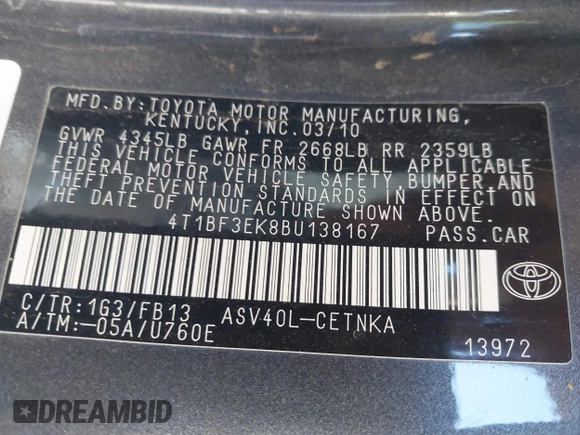 MFD.BY:TOYOTA MOTOR MANUFACTURING,
KENTUCKY,INC.03/10
GVWR 4345LB GAWR FR 2668LB RR 2359LB
THIS VEHICLE CONFORMS TO ALL APPLICABLE
FEDERAL MOTOR VEHICLE SAFETY,BUMPER,AND
THEFT PREVENTION STANDARDS IN EFFECT ON
THE DATE OF MANUFACTURE SHOWN ABOVE.
4T1BF3EK8BU138167 PASS.CAR
C/TR:1G3/FB13 ASV40L-CETNKA
A/TM:-05A/U760E
13972
TOYOTA
DREAMBID